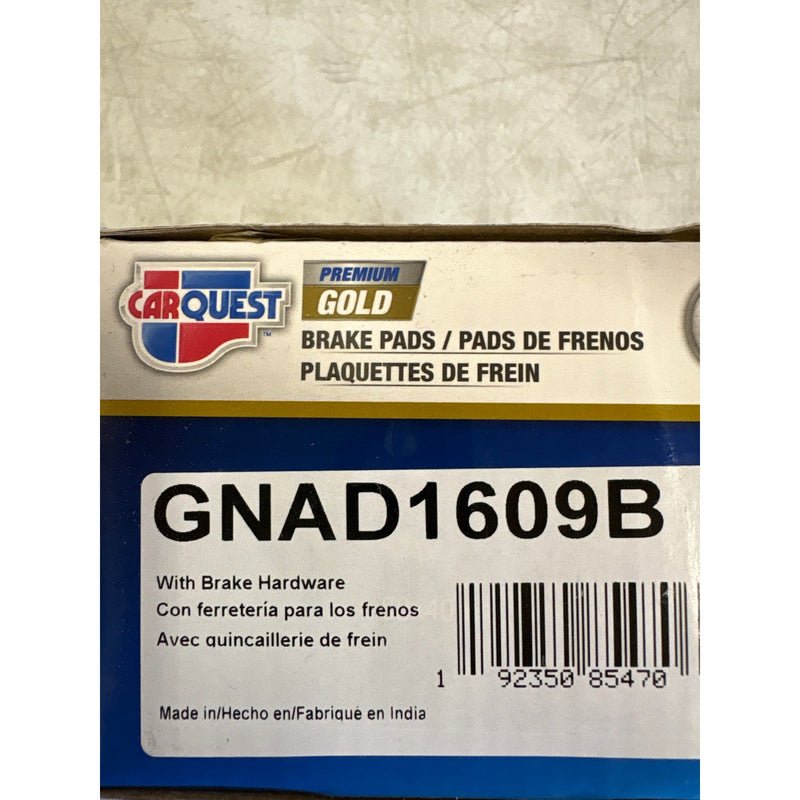 CARQUEST
TM
PREMIUM
GOLD
BRAKE PADS / PADS DE FRENOS
PLAQUETTES DE FREIN
GNAD1609B
With Brake Hardware
Con ferretería para los frenos
Avec quincaillerie de frein
1 92350 85470
Made in/Hecho en/Fabriqué en India